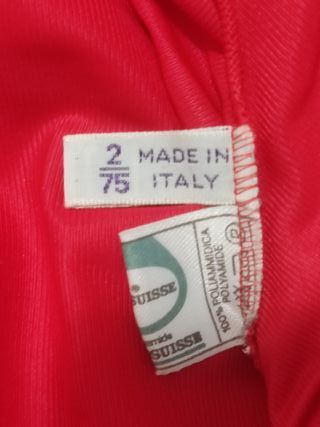 2
75
MADE IN
ITALY
SUISSE
SUISSE
100% POLIAMMIDICA
POLYAMIDE